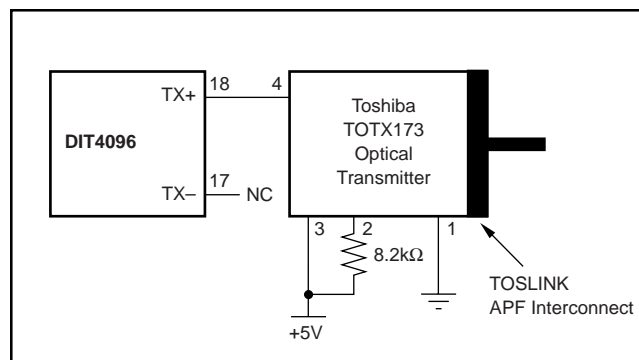 DIT4096
TX+
18
4
Toshiba
TOTX173
Optical
Transmitter
TX–
17
NC
3
2
1
8.2kΩ
+5V
TOSLINK
APF Interconnect